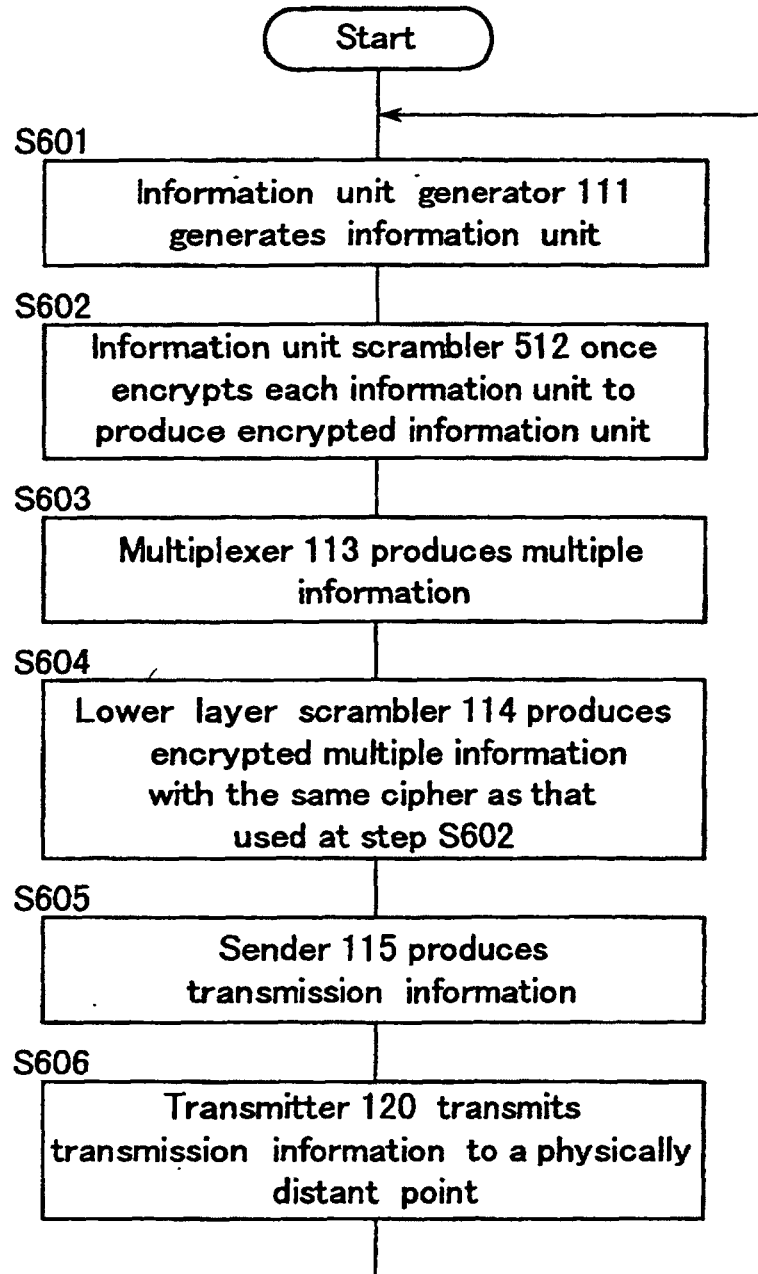 Start
S601
Information unit generator 111
generates information unit
S602
Information unit scrambler 512 once
encrypts each information unit to
produce encrypted information unit
S603
Multiplexer 113 produces multiple
information
S604
Lower layer scrambler 114 produces
encrypted multiple information
with the same cipher as that
used at step S602
S605
Sender 115 produces
transmission information
S606
Transmitter 120 transmits
transmission information to a physically
distant point